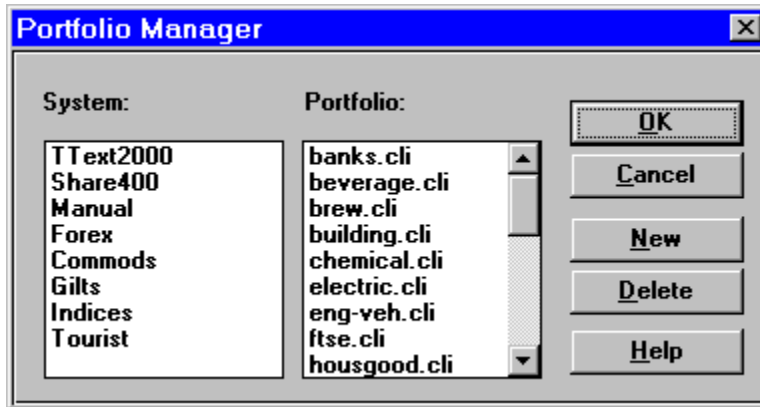 Portfolio Manager
System:
TText2000
Share400
Manual
Forex
Commods
Gilts
Indices
Tourist
Portfolio:
banks.cli
beverage.cli
brew.cli
building.cli
chemical.cli
electric.cli
eng-veh.cli
ftse.cli
housgood.cli
OK
Cancel
New
Delete
Help